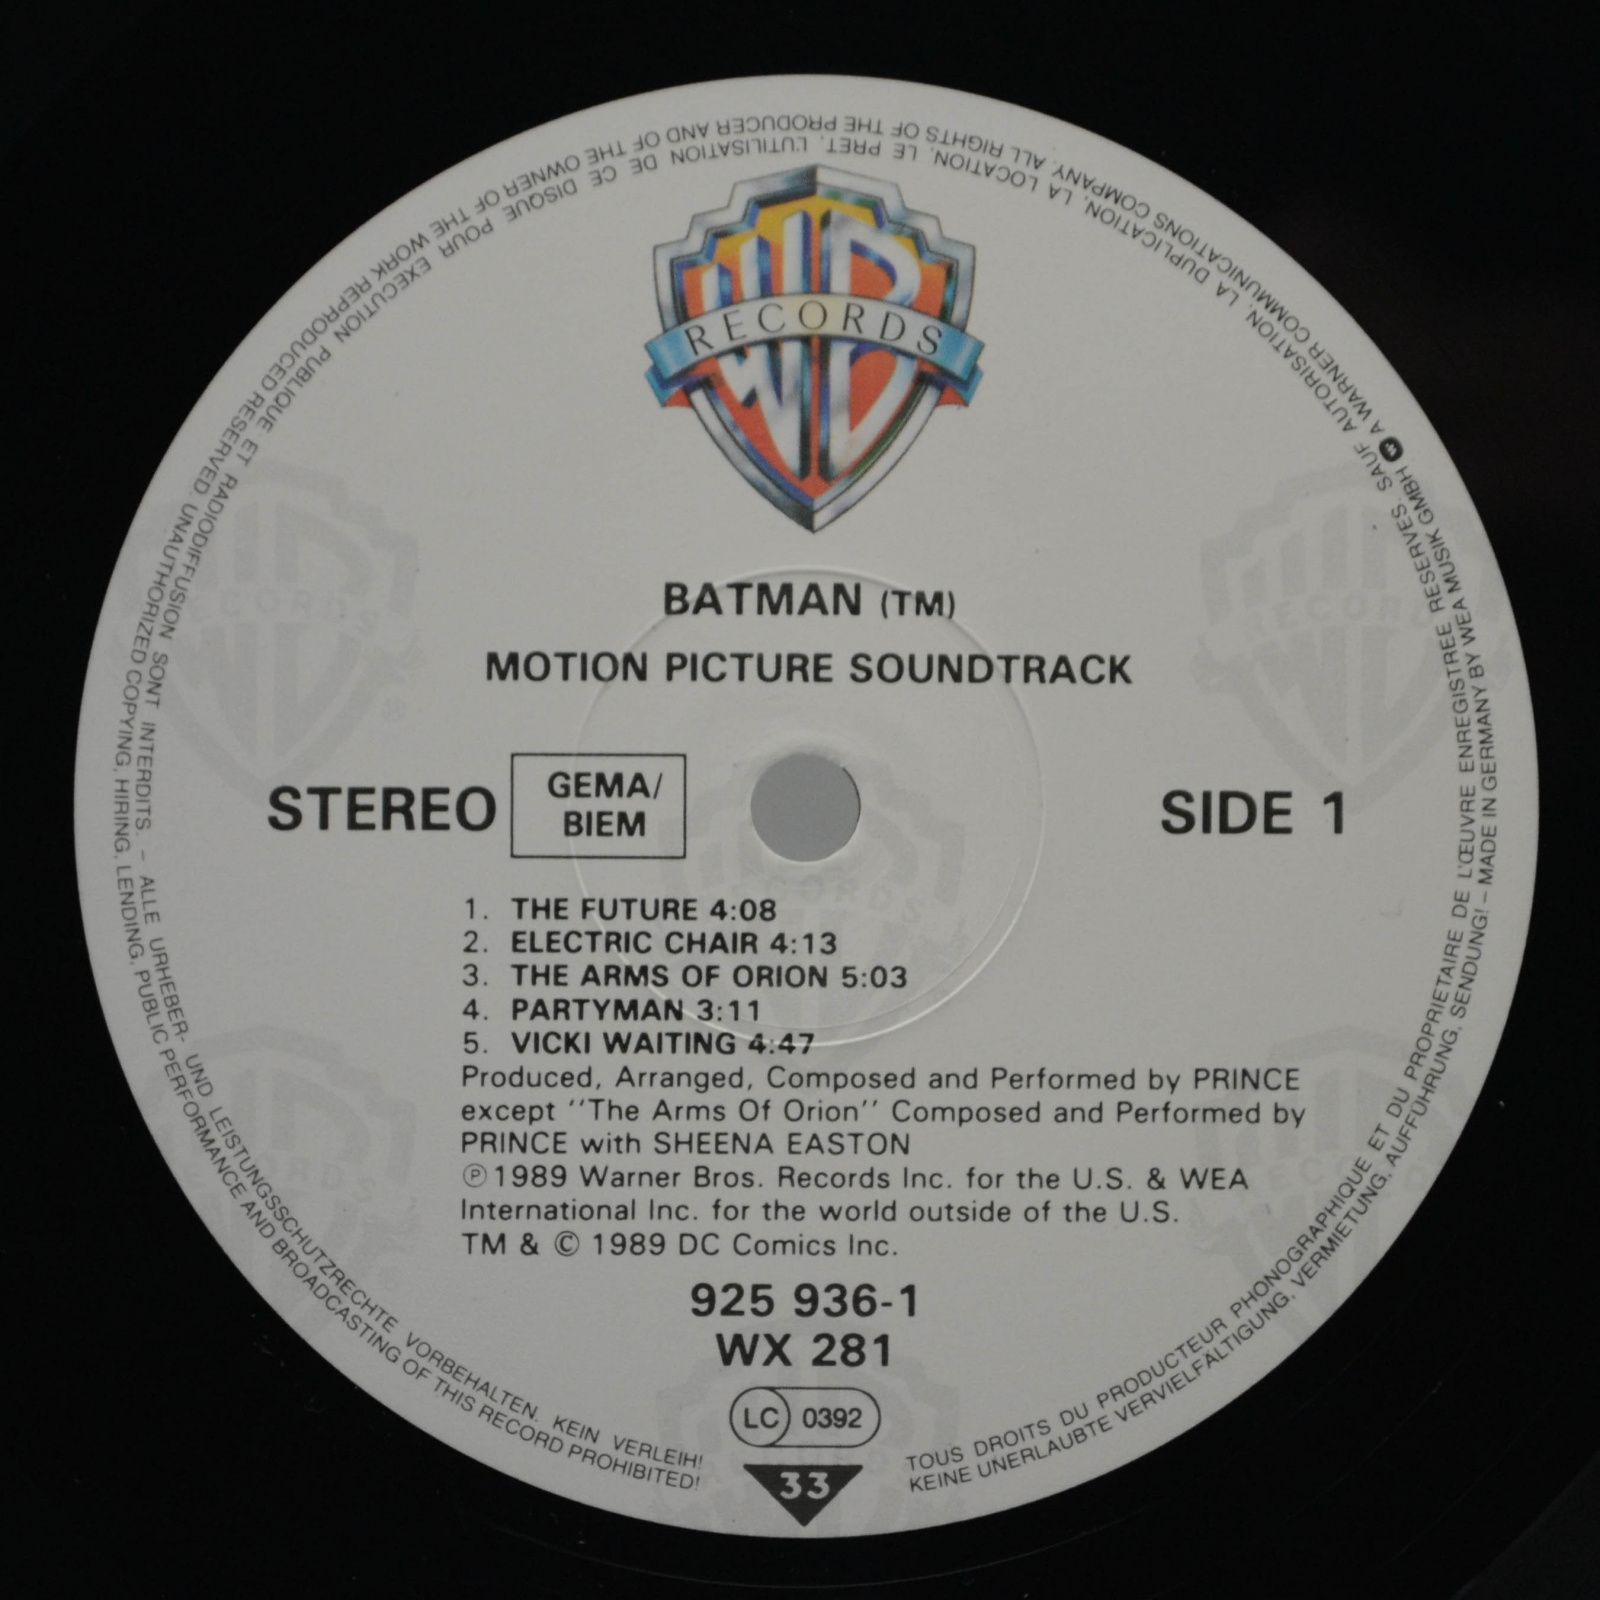 RECORDS
BATMAN (TM)
MOTION PICTURE SOUNDTRACK
STEREO
GEMA/
BIEM
SIDE 1
1. THE FUTURE 4:08
2. ELECTRIC CHAIR 4:13
3. THE ARMS OF ORION 5:03
4. PARTYMAN 3:11
5. VICKI WAITING 4:47
Produced, Arranged, Composed and Performed by PRINCE
except "The Arms Of Orion" Composed and Performed by
PRINCE with SHEENA EASTON
Ⓟ1989 Warner Bros. Records Inc. for the U.S. & WEA
International Inc. for the world outside of the U.S.
TM & © 1989 DC Comics Inc.
925 936-1
WX 281
LC 0392
33
TOUS DROITS DU PRODUCTEUR PHONOGRAPHIQUE ET DU PROPRIETAIRE DE L'ŒUVRE ENREGISTREE RESERVES. SAUF AUTORISATION, LA DUPLICATION, LA LOCATION, LE PRET, L'UTILISATION DE CE DISQUE POUR EXECUTION PUBLIQUE ET RADIODIFFUSION SONT INTERDITS. – ALLE URHEBER- UND LEISTUNGSSCHUTZRECHTE VORBEHALTEN. KEIN VERLEIH!
KEINE UNERLAUBTE VERVIELFÄLTIGUNG, VERMIETUNG, AUFFÜHRUNG, SENDUNG! – MADE IN GERMANY BY WEA MUSIK GMBH A WARNER COMMUNICATIONS COMPANY. ALL RIGHTS OF THE PRODUCER AND OF THE OWNER OF THE WORK REPRODUCED RESERVED. UNAUTHORIZED COPYING, HIRING, LENDING, PUBLIC PERFORMANCE AND BROADCASTING OF THIS RECORD PROHIBITED!